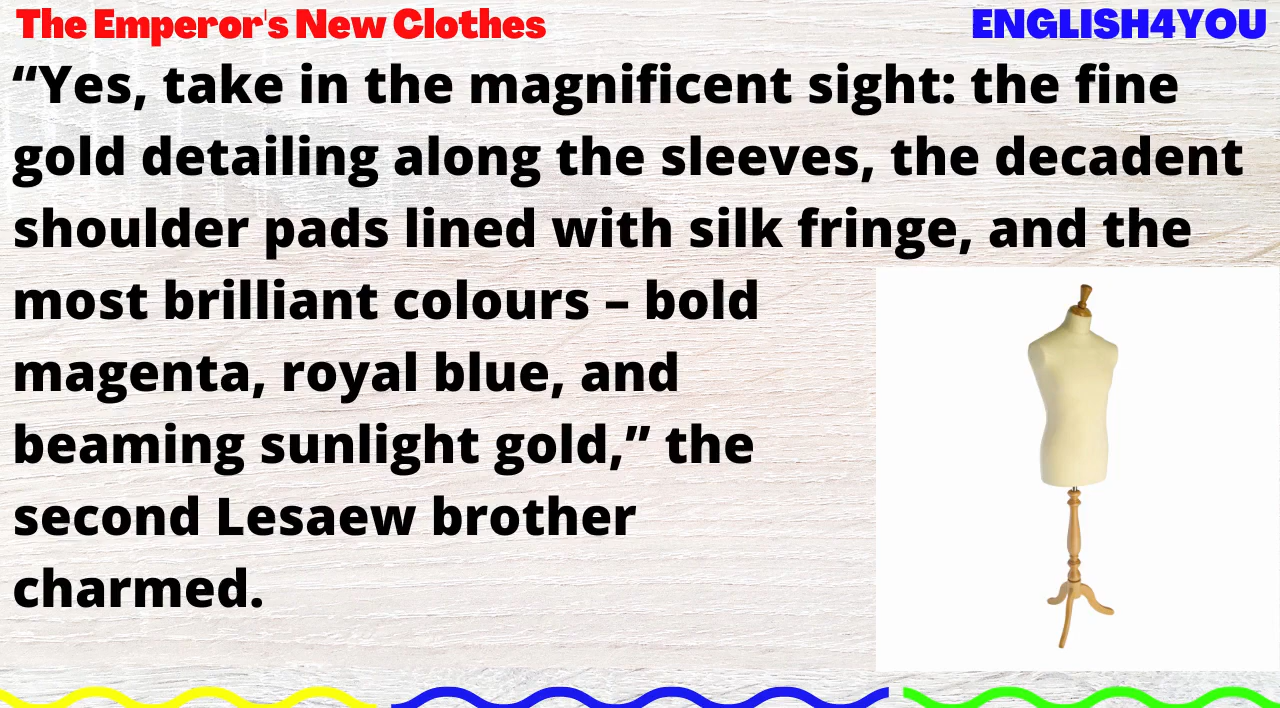 The Emperor's New Clothes
ENGLISH4YOU
“Yes, take in the magnificent sight: the fine
gold detailing along the sleeves, the decadent
shoulder pads lined with silk fringe, and the
most brilliant colours – bold
magenta, royal blue, and
beaming sunlight gold,” the
second Lesaew brother
charmed.